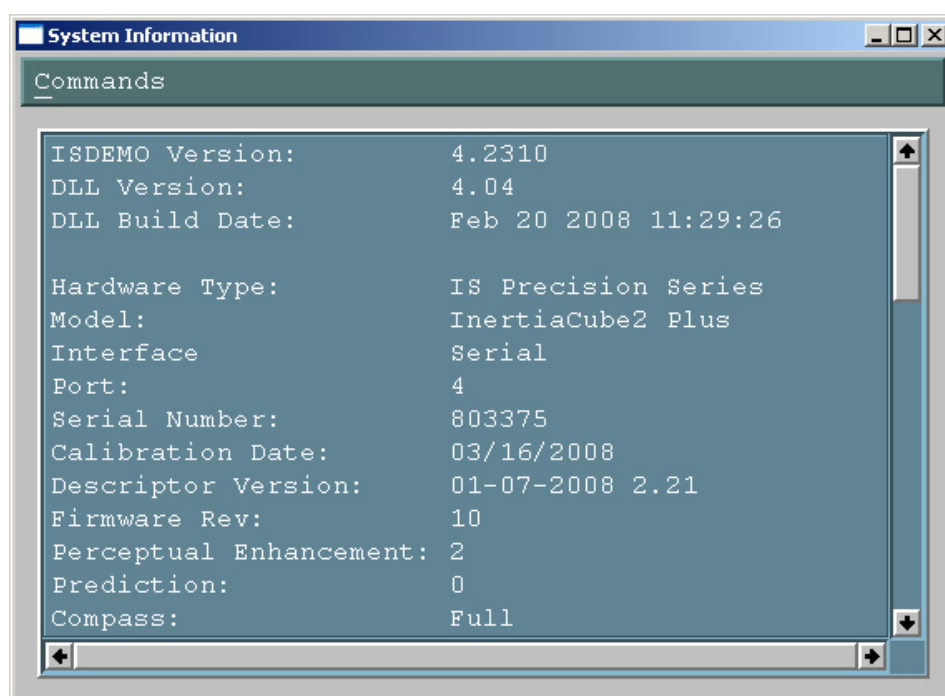 System Information
Commands
ISDEMO Version: 4.2310
DLL Version: 4.04
DLL Build Date: Feb 20 2008 11:29:26
Hardware Type: IS Precision Series
Model: InertiaCube2 Plus
Interface Serial
Port: 4
Serial Number: 803375
Calibration Date: 03/16/2008
Descriptor Version: 01-07-2008 2.21
Firmware Rev: 10
Perceptual Enhancement: 2
Prediction: 0
Compass: Full